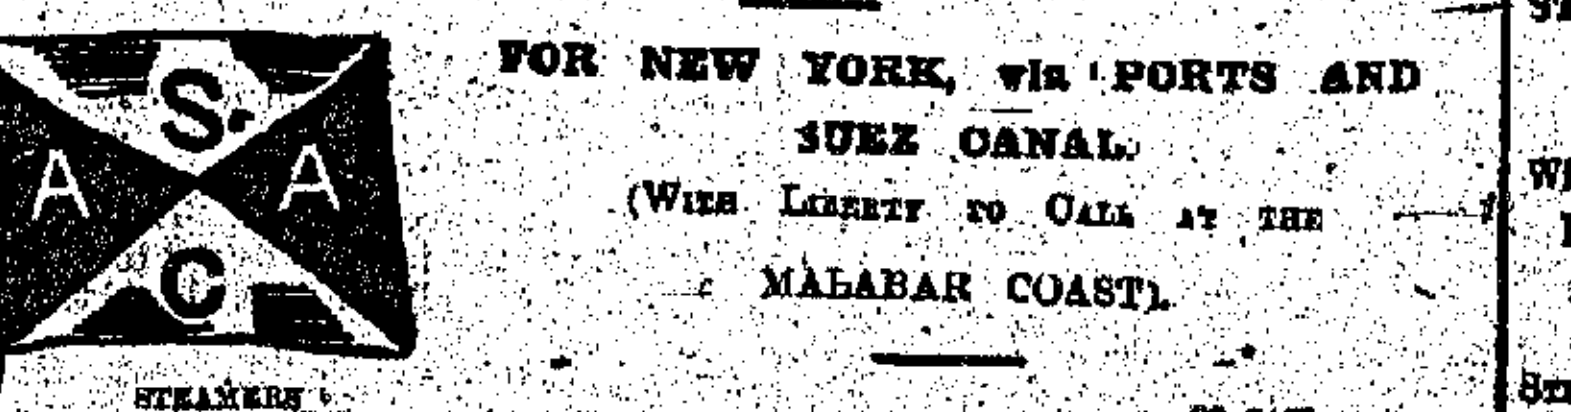 S.
A A
C
FOR NEW YORK, via PORTS AND
SUEZ CANAL.
(WITH LIBERTY TO CALL AT THE
MALABAR COAST).
STEAMERS